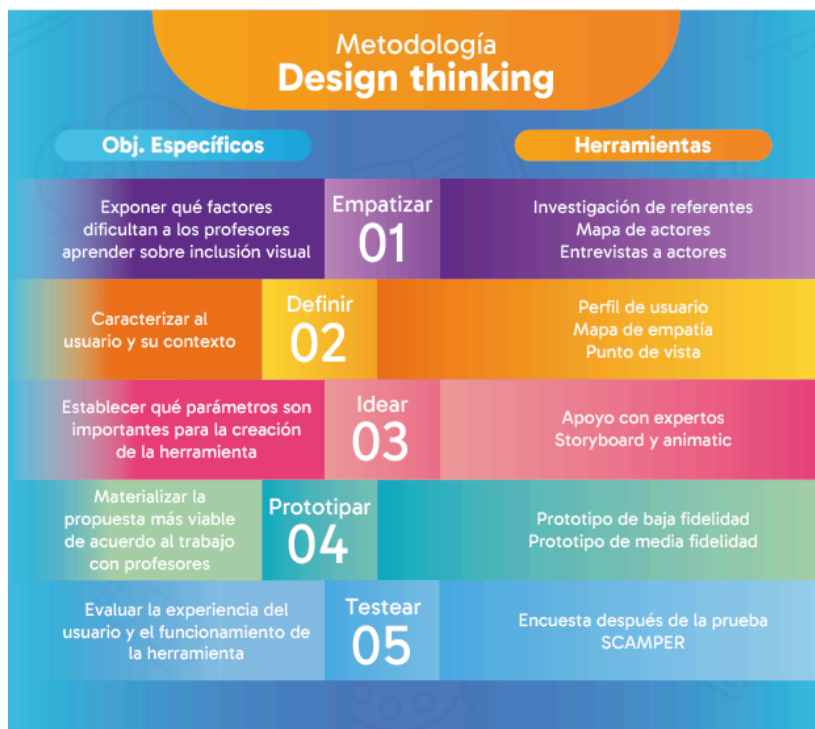 Metodología
Design thinking
Obj. Específicos
Herramientas
Exponer qué factores
dificultan a los profesores
aprender sobre inclusión visual
Empatizar
01
Investigación de referentes
Mapa de actores
Entrevistas a actores
Caracterizar al
usuario y su contexto
Definir
02
Perfil de usuario
Mapa de empatía
Punto de vista
Establecer qué parámetros son
importantes para la creación
de la herramienta
Idear
03
Apoyo con expertos
Storyboard y animatic
Materializar la
propuesta más viable
de acuerdo al trabajo
con profesores
Prototipar
04
Prototipo de baja fidelidad
Prototipo de media fidelidad
Evaluar la experiencia del
usuario y el funcionamiento de
la herramienta
Testear
05
Encuesta después de la prueba
SCAMPER